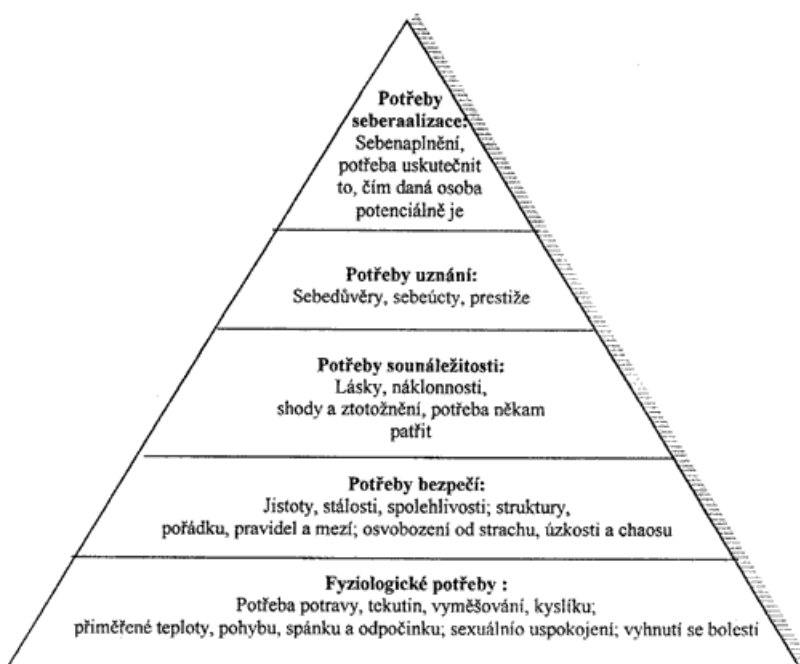 Potřeby
seberaalizace:
Sebenaplnění,
potřeba uskutečnit
to, čím daná osoba
potenciálně je
Potřeby uznání:
Sebedůvěry, sebeúcty, prestiže
Potřeby sounáležitosti:
Lásky, náklonnosti,
shody a ztotožnění, potřeba někam
patřit
Potřeby bezpečí:
Jistoty, stálosti, spolehlivosti; struktury,
pořádku, pravidel a mezí; osvobození od strachu, úzkosti a chaosu
Fyziologické potřeby :
Potřeba potravy, tekutin, vyměšování, kyslíku;
přiměřené teploty, pohybu, spánku a odpočinku; sexuálnío uspokojení; vyhnutí se bolesti